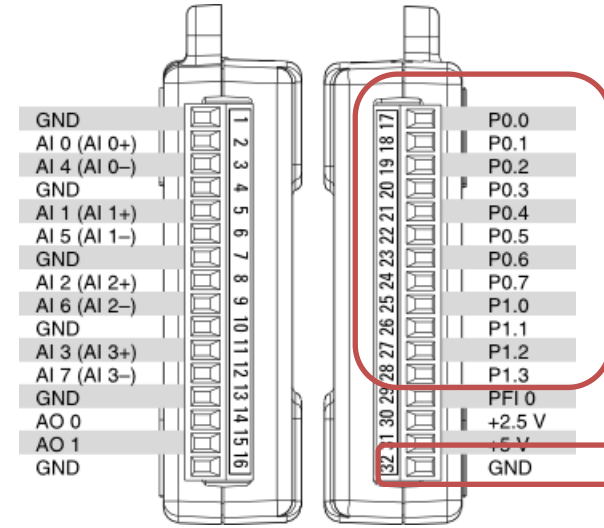 GND 1
AI 0 (AI 0+) 2
AI 4 (AI 0–) 3
GND 4
AI 1 (AI 1+) 5
AI 5 (AI 1–) 6
GND 7
AI 2 (AI 2+) 8
AI 6 (AI 2–) 9
GND 10
AI 3 (AI 3+) 11
AI 7 (AI 3–) 12
GND 13
AO 0 14
AO 1 15
GND 16
17 P0.0
18 P0.1
19 P0.2
20 P0.3
21 P0.4
22 P0.5
23 P0.6
24 P0.7
25 P1.0
26 P1.1
27 P1.2
28 P1.3
29 PFI 0
30 +2.5 V
31 +5 V
32 GND